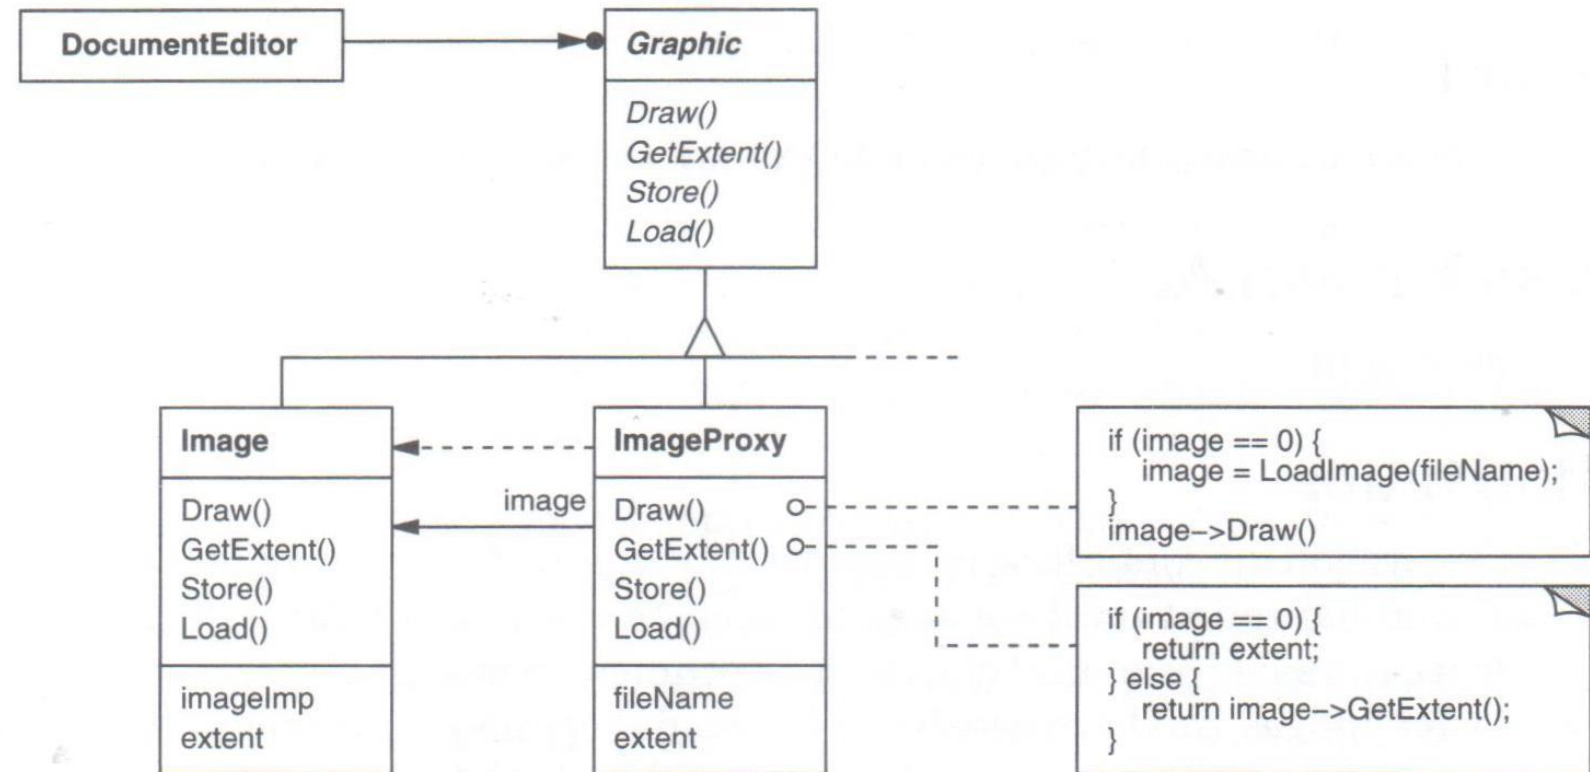 DocumentEditor
Graphic
Draw()
GetExtent()
Store()
Load()
Image
Draw()
GetExtent()
Store()
Load()
imageImp
extent
image
ImageProxy
Draw()
GetExtent()
Store()
Load()
fileName
extent
if (image == 0) {
image = LoadImage(fileName);
}
image–>Draw()
if (image == 0) {
return extent;
} else {
return image–>GetExtent();
}